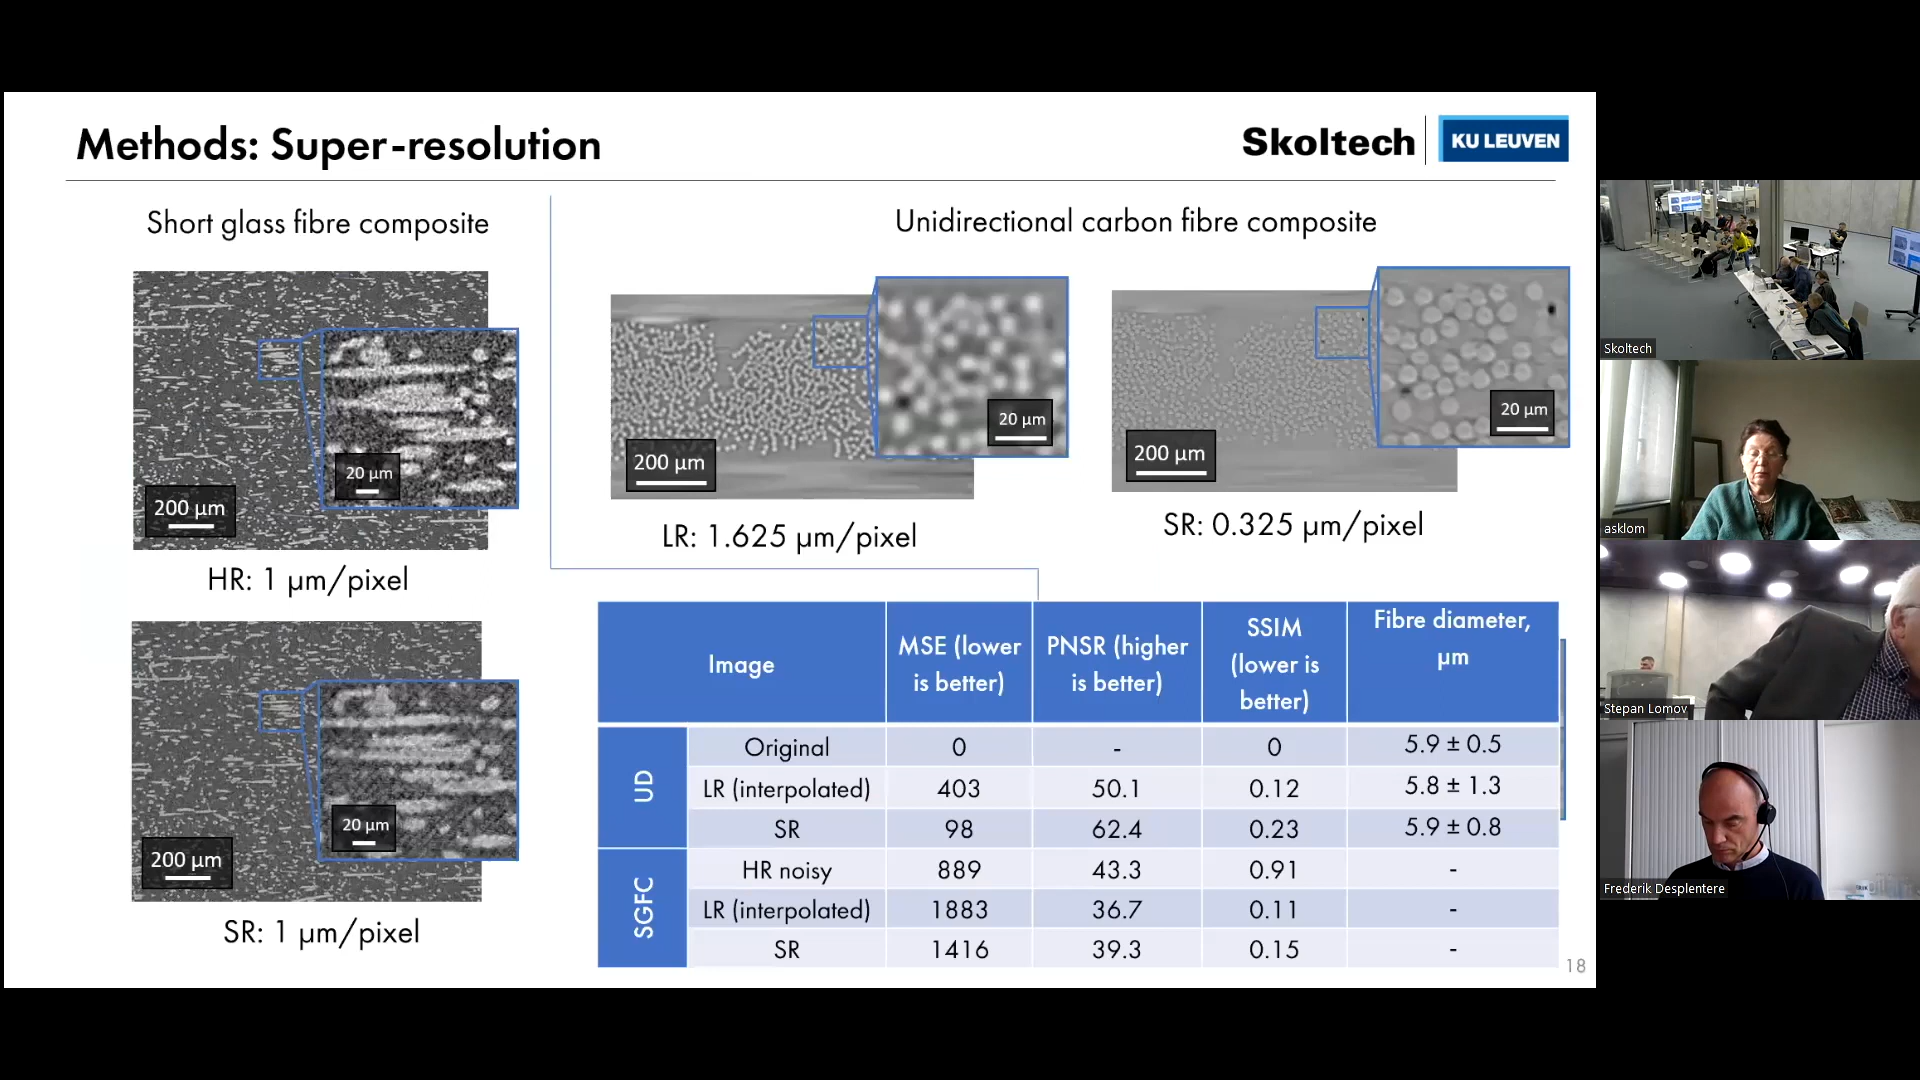 Methods: Super-resolution
Skoltech
KU LEUVEN
Short glass fibre composite
Unidirectional carbon fibre composite
20 µm
200 µm
HR: 1 µm/pixel
20 µm
200 µm
SR: 1 µm/pixel
20 µm
200 µm
LR: 1.625 µm/pixel
20 µm
200 µm
SR: 0.325 µm/pixel
Image
MSE (lower
is better)
PNSR (higher
is better)
SSIM
(lower is
better)
Fibre diameter,
µm
UD
Original 0 - 0 5.9 ± 0.5
LR (interpolated) 403 50.1 0.12 5.8 ± 1.3
SR 98 62.4 0.23 5.9 ± 0.8
SGFC
HR noisy 889 43.3 0.91 -
LR (interpolated) 1883 36.7 0.11 -
SR 1416 39.3 0.15 -
18
Skoltech
asklom
Stepan Lomov
Frederik Desplentere